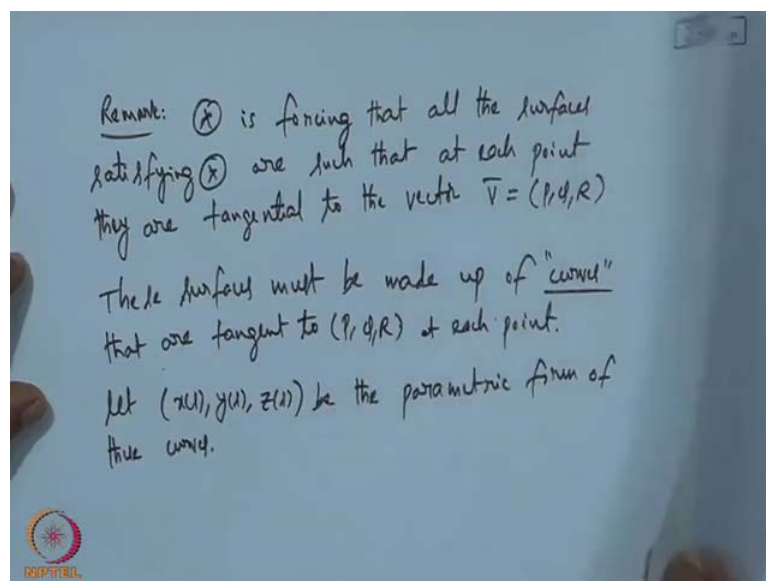 Remark: ⊛ is forcing that all the surfaces
satisfying ⊛ are such that at each point
they are tangential to the vector V̄ = (P,Q,R)
These surfaces must be made up of "curves"
that are tangent to (P,Q,R) at each point.
Let (x(s), y(s), z(s)) be the parametric form of
these curves.
NPTEL